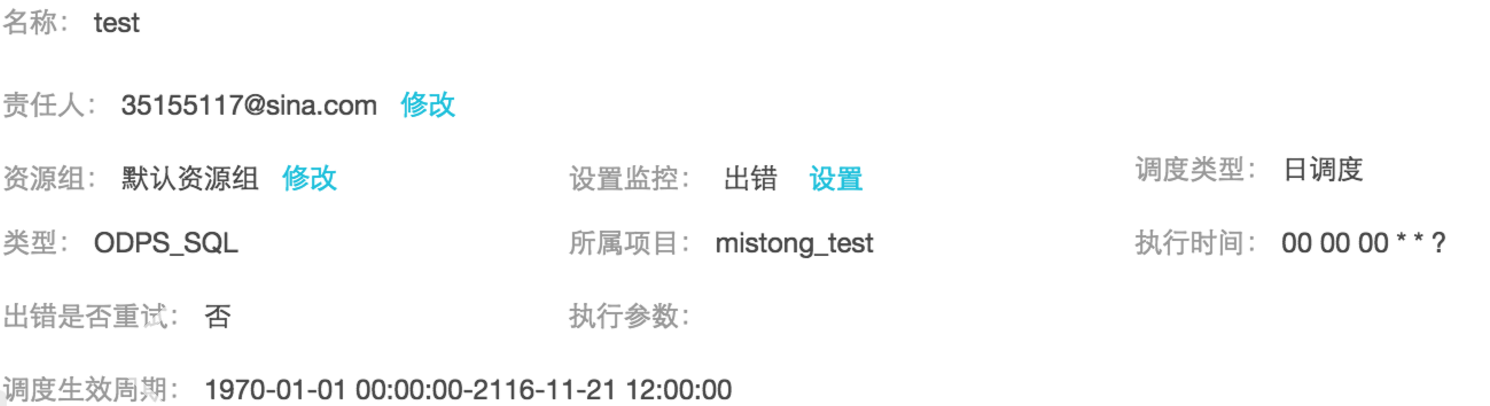 名称： test
责任人： 35155117@sina.com 修改
资源组： 默认资源组 修改 设置监控： 出错 设置 调度类型： 日调度
类型： ODPS_SQL 所属项目： mistong_test 执行时间： 00 00 00 * * ?
出错是否重试： 否 执行参数：
调度生效周期： 1970-01-01 00:00:00-2116-11-21 12:00:00